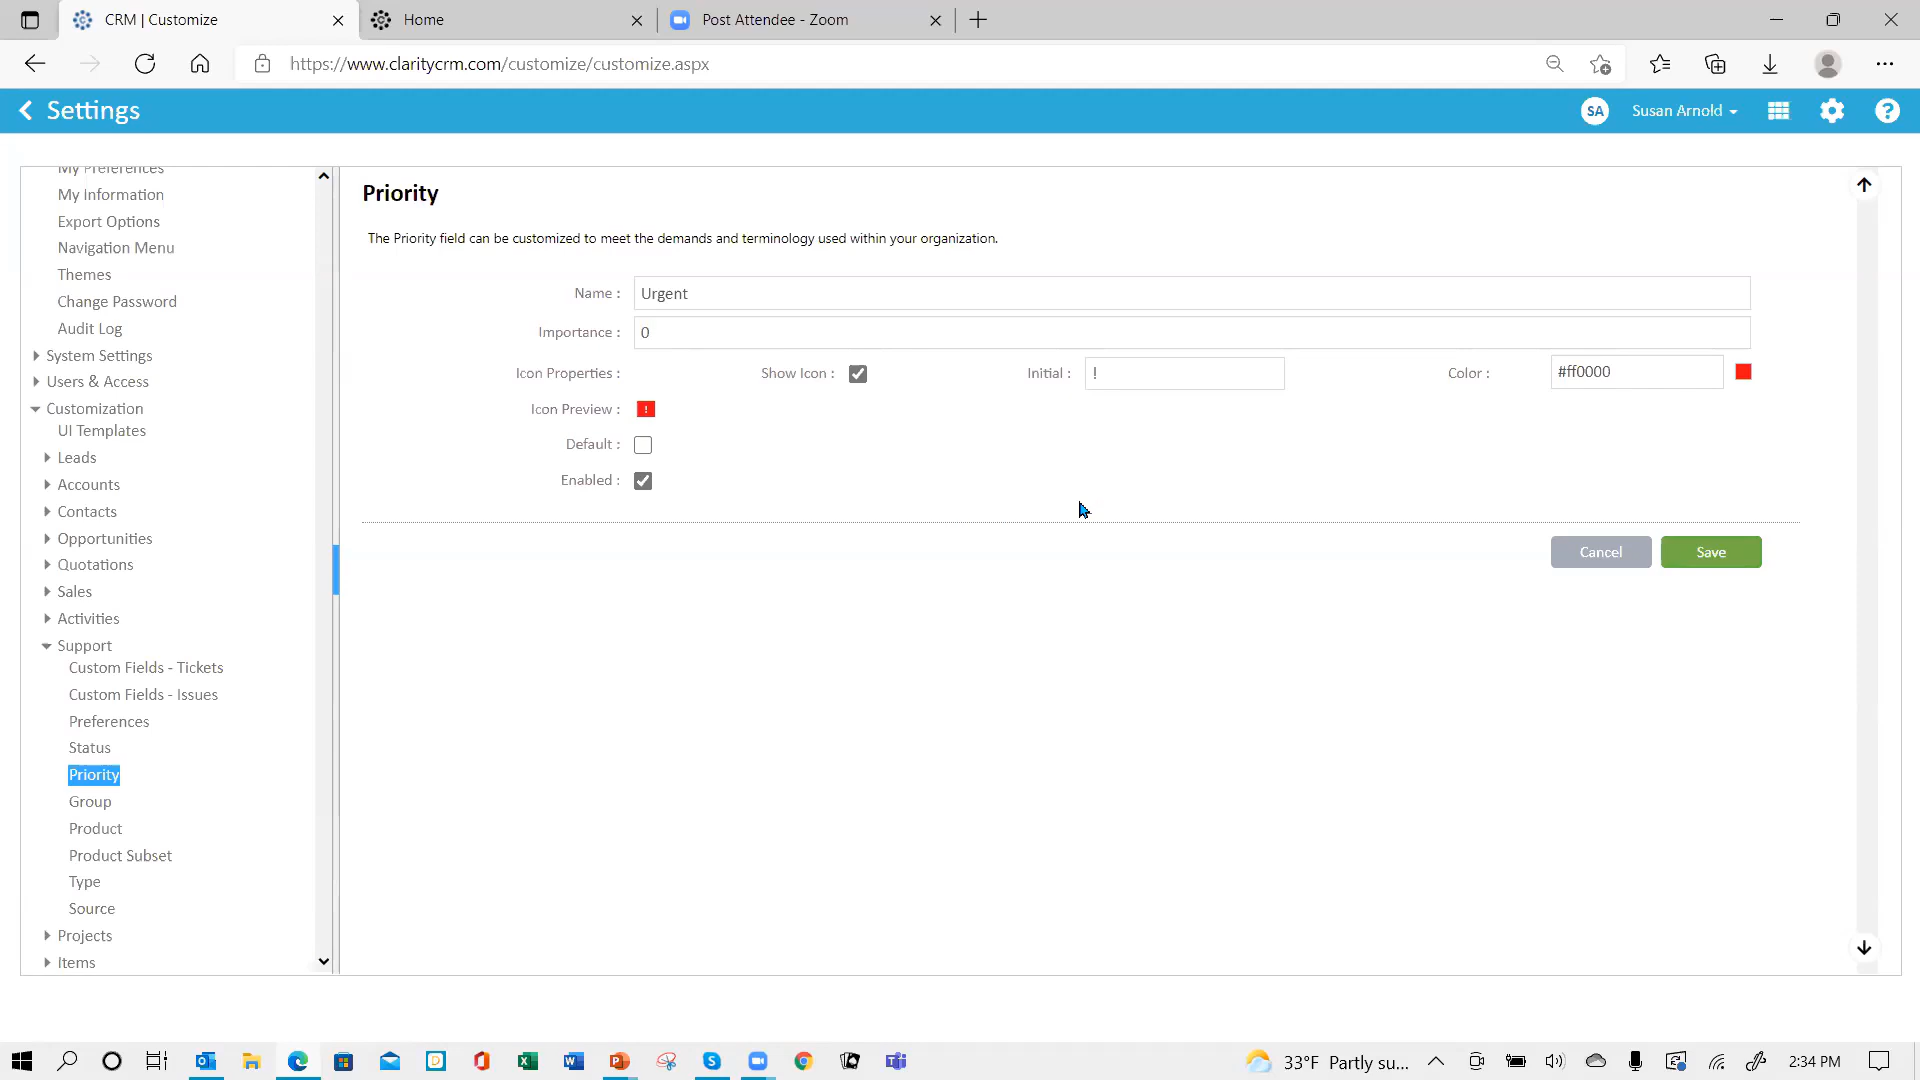 CRM | Customize
Home
Post Attendee - Zoom
https://www.claritycrm.com/customize/customize.aspx
Settings
SA
Susan Arnold
?
My Preferences
My Information
Export Options
Navigation Menu
Themes
Change Password
Audit Log
System Settings
Users & Access
Customization
UI Templates
Leads
Accounts
Contacts
Opportunities
Quotations
Sales
Activities
Support
Custom Fields - Tickets
Custom Fields - Issues
Preferences
Status
Priority
Group
Product
Product Subset
Type
Source
Projects
Items
Priority
The Priority field can be customized to meet the demands and terminology used within your organization.
Name : Urgent
Importance : 0
Icon Properties : Show Icon : Initial : ! Color : #ff0000
Icon Preview : !
Default :
Enabled :
Cancel Save
33°F Partly su... 2:34 PM